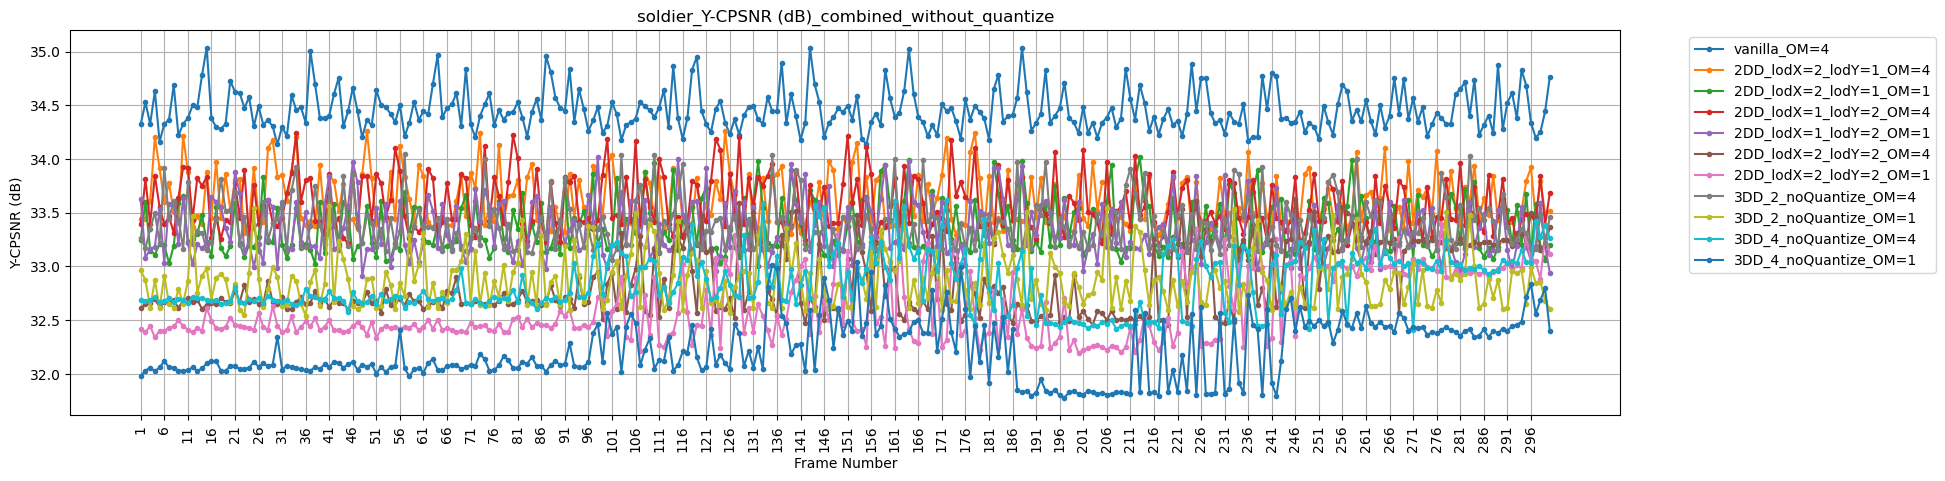 soldier_Y-CPSNR (dB)_combined_without_quantize
Y-CPSNR (dB)
35.0
34.5
34.0
33.5
33.0
32.5
32.0
1 6 11 16 21 26 31 36 41 46 51 56 61 66 71 76 81 86 91 96 101 106 111 116 121 126 131 136 141 146 151 156 161 166 171 176 181 186 191 196 201 206 211 216 221 226 231 236 241 246 251 256 261 266 271 276 281 286 291 296
Frame Number
vanilla_OM=4
2DD_lodX=2_lodY=1_OM=4
2DD_lodX=2_lodY=1_OM=1
2DD_lodX=1_lodY=2_OM=4
2DD_lodX=1_lodY=2_OM=1
2DD_lodX=2_lodY=2_OM=4
2DD_lodX=2_lodY=2_OM=1
3DD_2_noQuantize_OM=4
3DD_2_noQuantize_OM=1
3DD_4_noQuantize_OM=4
3DD_4_noQuantize_OM=1